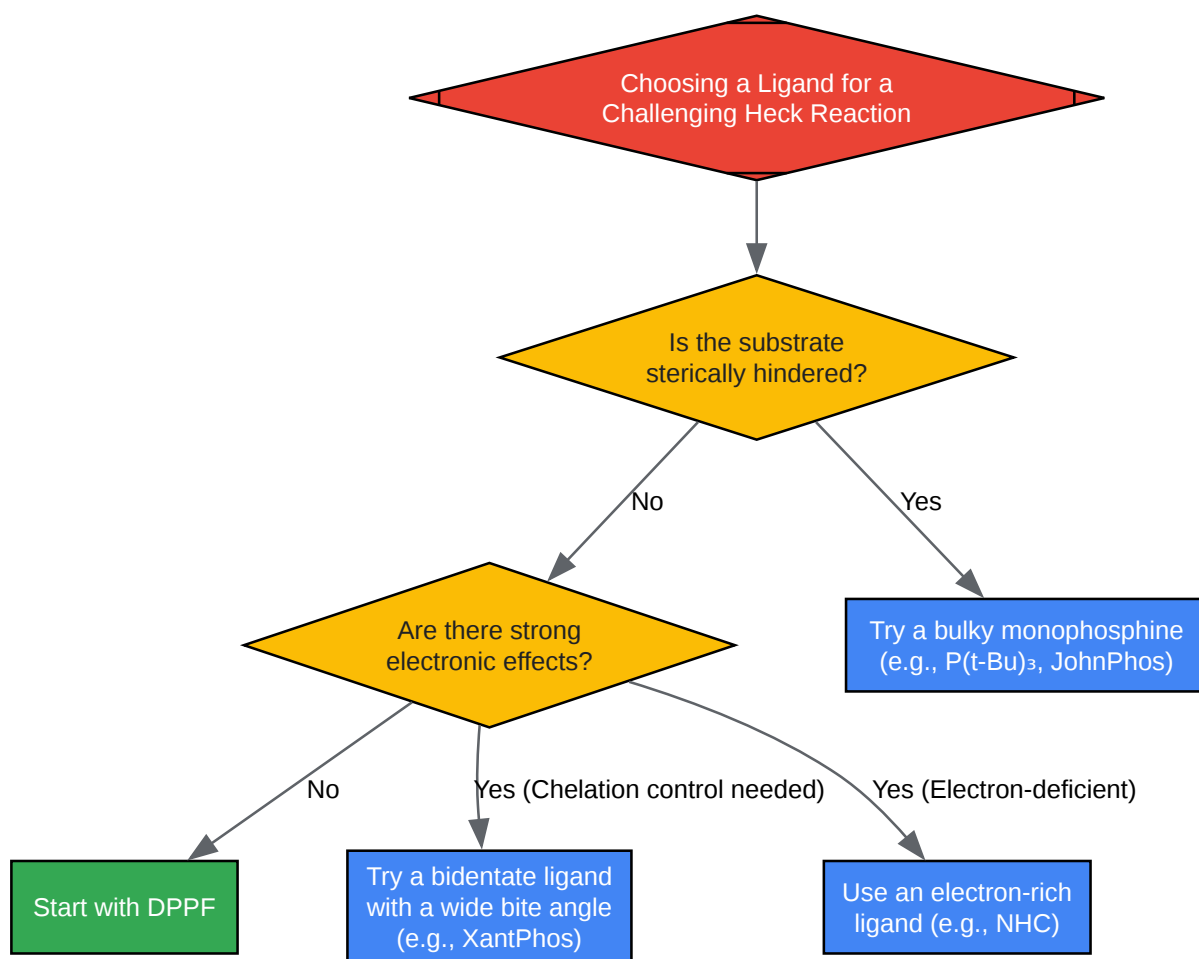 Choosing a Ligand for a
Challenging Heck Reaction
Is the substrate
sterically hindered?
No
Yes
Are there strong
electronic effects?
Try a bulky monophosphine
(e.g., P(t-Bu)₃, JohnPhos)
No
Yes (Chelation control needed)
Yes (Electron-deficient)
Start with DPPF
Try a bidentate ligand
with a wide bite angle
(e.g., XantPhos)
Use an electron-rich
ligand (e.g., NHC)